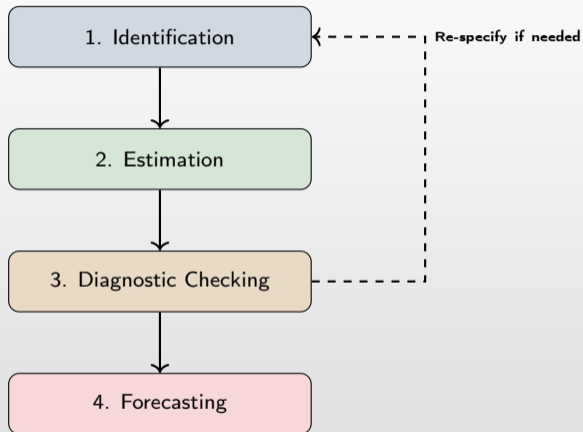 1. Identification
Re-specify if needed
2. Estimation
3. Diagnostic Checking
4. Forecasting